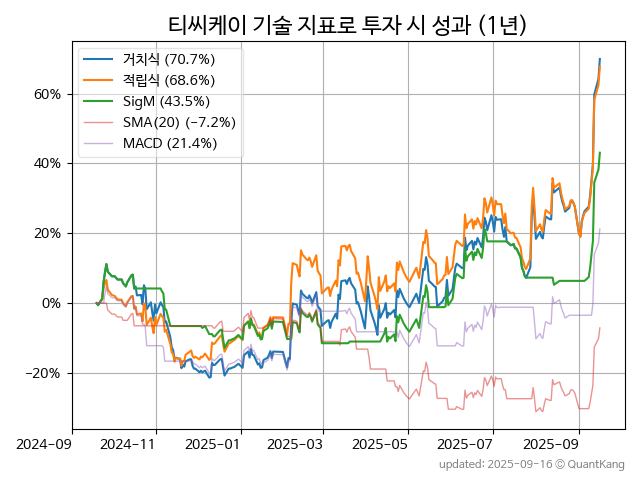 티씨케이 기술 지표로 투자 시 성과 (1년)
거치식 (70.7%)
적립식 (68.6%)
SigM (43.5%)
SMA(20) (−7.2%)
MACD (21.4%)
60%
40%
20%
0%
−20%
2024-09 2024-11 2025-01 2025-03 2025-05 2025-07 2025-09
updated: 2025-09-16 ⓒ QuantKang